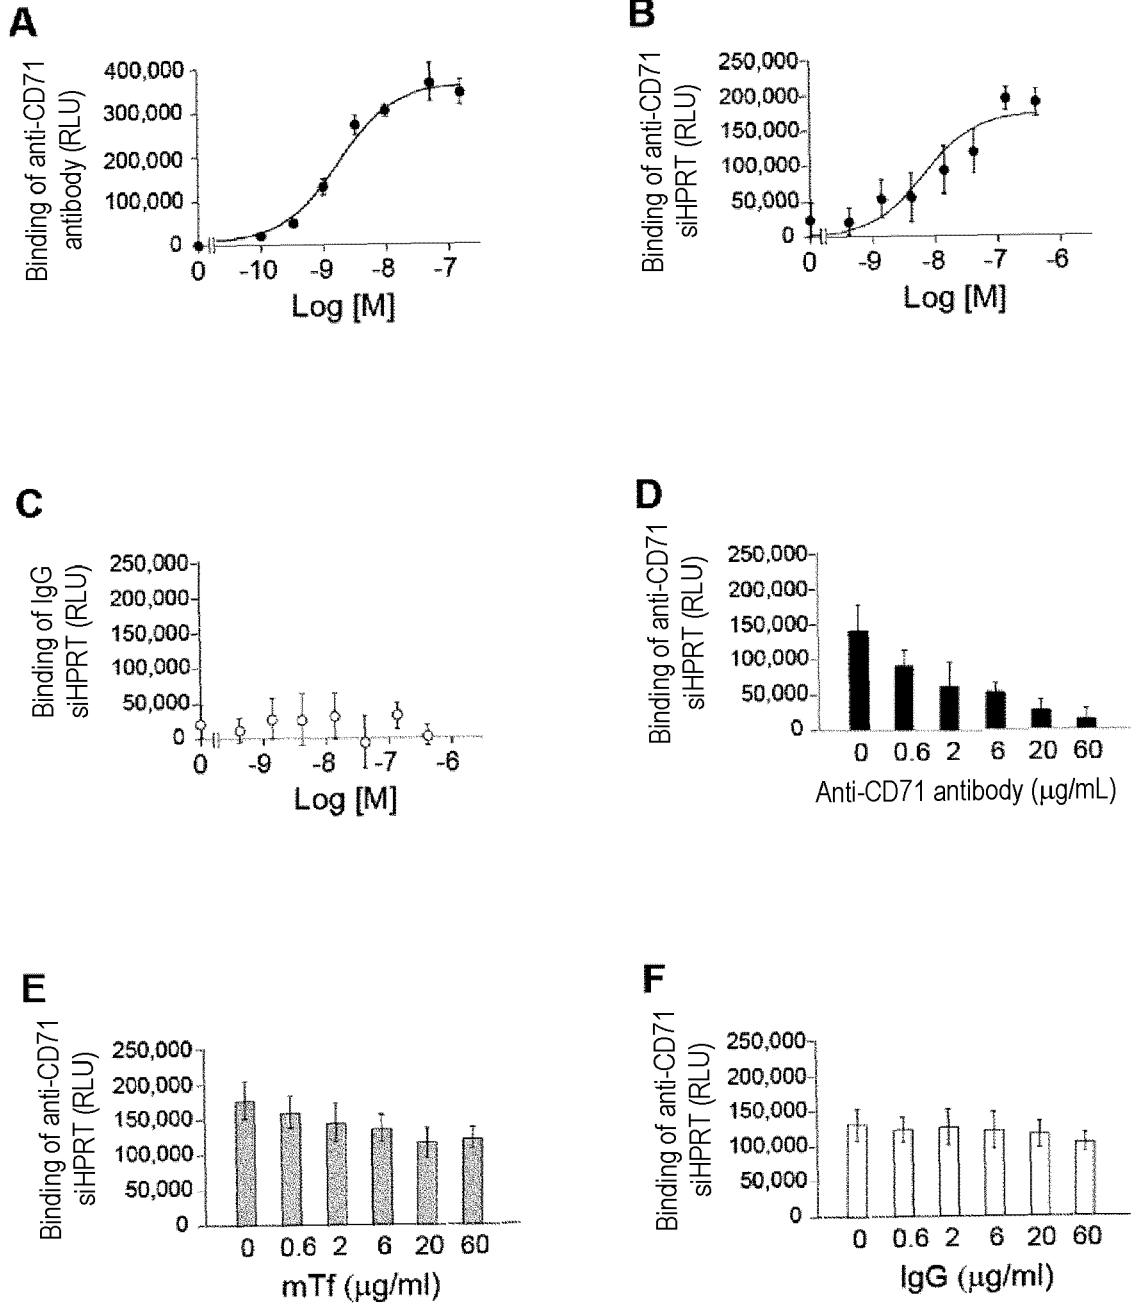 A
Binding of anti-CD71
antibody (RLU)
400,000
300,000
200,000
100,000
0
0 -10 -9 -8 -7
Log [M]
B
Binding of anti-CD71
siHPRT (RLU)
250,000
200,000
150,000
100,000
50,000
0
0 -9 -8 -7 -6
Log [M]
C
Binding of IgG
siHPRT (RLU)
250,000
200,000
150,000
100,000
50,000
0
0 -9 -8 -7 -6
Log [M]
D
Binding of anti-CD71
siHPRT (RLU)
250,000
200,000
150,000
100,000
50,000
0
0 0.6 2 6 20 60
Anti-CD71 antibody (μg/mL)
E
Binding of anti-CD71
siHPRT (RLU)
250,000
200,000
150,000
100,000
50,000
0
0 0.6 2 6 20 60
mTf (μg/ml)
F
Binding of anti-CD71
siHPRT (RLU)
250,000
200,000
150,000
100,000
50,000
0
0 0.6 2 6 20 60
IgG (μg/ml)